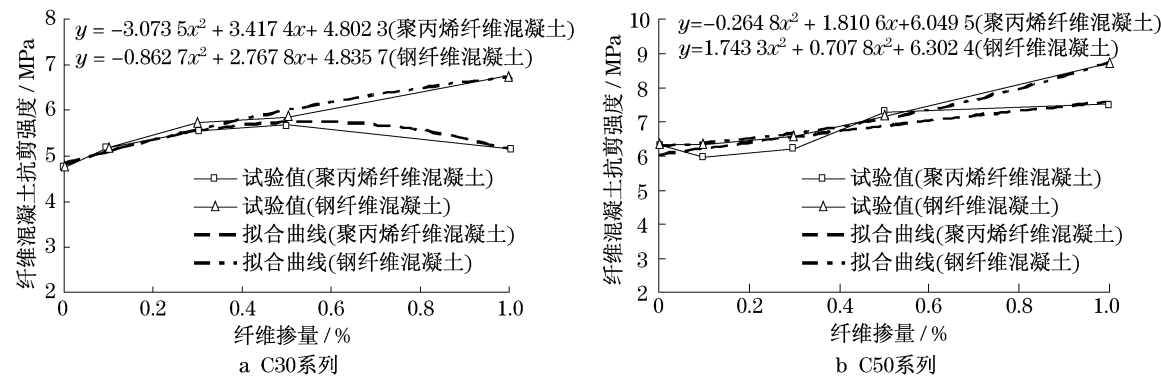 y = -3.073 5x² + 3.417 4x+ 4.802 3(聚丙烯纤维混凝土)
y = -0.862 7x² + 2.767 8x+ 4.835 7(钢纤维混凝土)
纤维混凝土抗剪强度 / MPa
8
7
6
5
4
3
2
试验值(聚丙烯纤维混凝土)
试验值(钢纤维混凝土)
拟合曲线(聚丙烯纤维混凝土)
拟合曲线(钢纤维混凝土)
0 0.2 0.4 0.6 0.8 1.0
纤维掺量 / %
a C30系列
y=-0.264 8x² + 1.810 6x+6.049 5(聚丙烯纤维混凝土)
y=1.743 3x² + 0.707 8x²+ 6.302 4(钢纤维混凝土)
纤维混凝土抗剪强度 / MPa
10
9
8
7
6
5
4
3
2
试验值(聚丙烯纤维混凝土)
试验值(钢纤维混凝土)
拟合曲线(聚丙烯纤维混凝土)
拟合曲线(钢纤维混凝土)
0 0.2 0.4 0.6 0.8 1.0
纤维掺量 / %
b C50系列